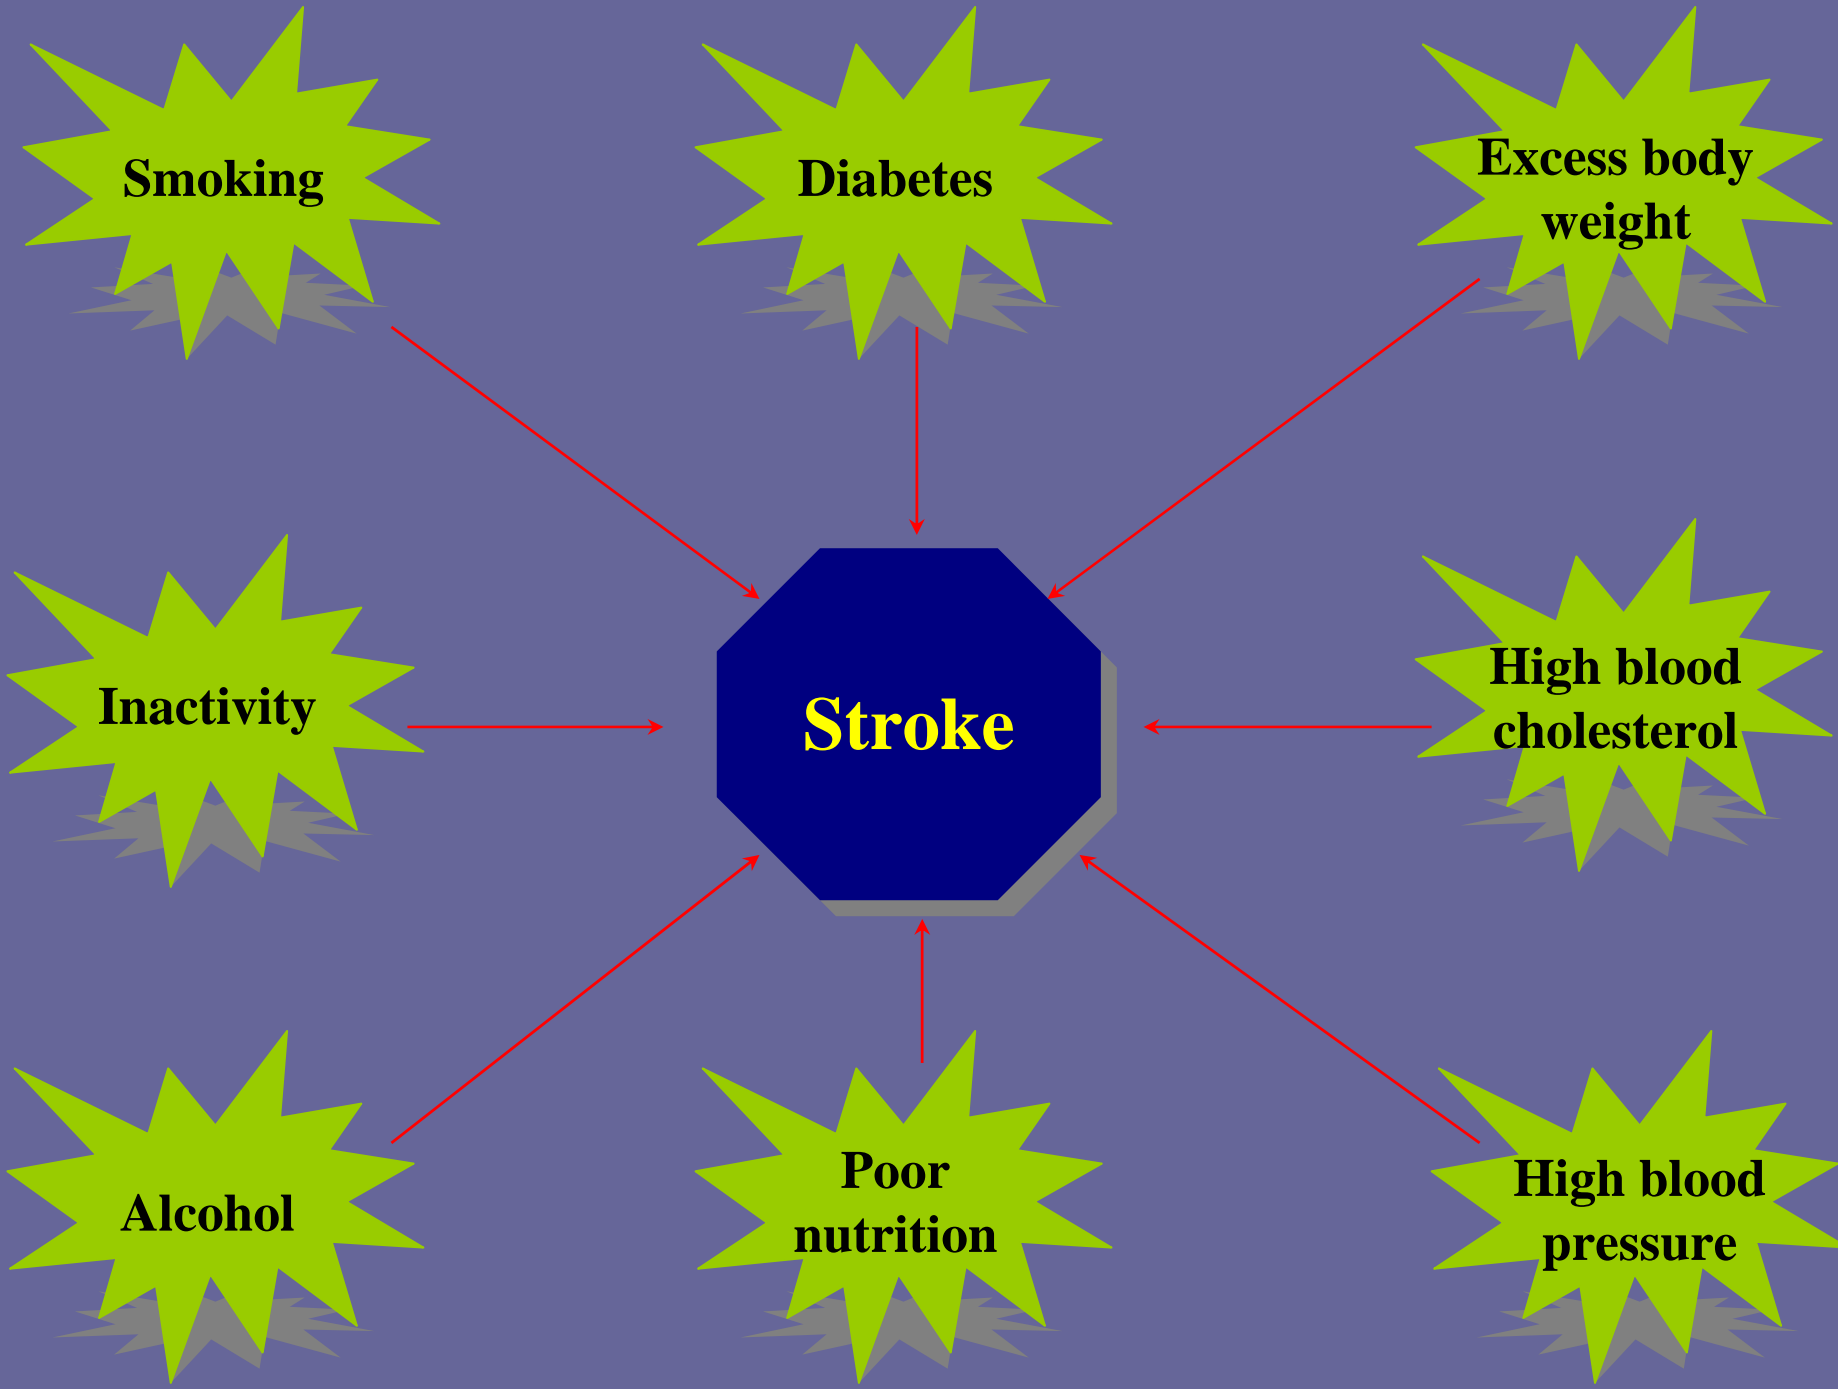 Smoking
Diabetes
Excess body
weight
Inactivity
Stroke
High blood
cholesterol
Alcohol
Poor
nutrition
High blood
pressure